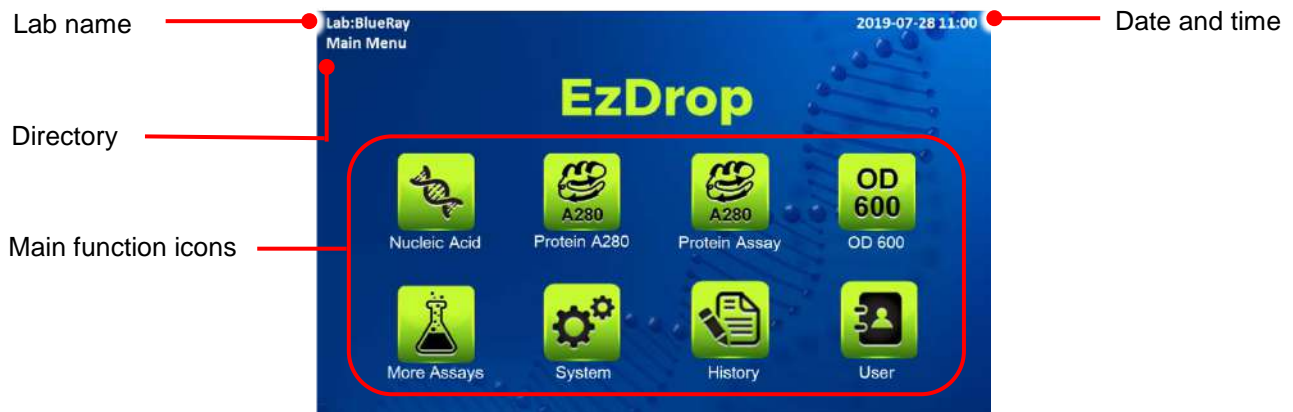 Lab name
Lab:BlueRay
2019-07-28 11:00
Date and time
Main Menu
EzDrop
Directory
OD
600
A280
A280
Main function icons
Nucleic Acid
Protein A280
Protein Assay
OD 600
More Assays
System
History
User